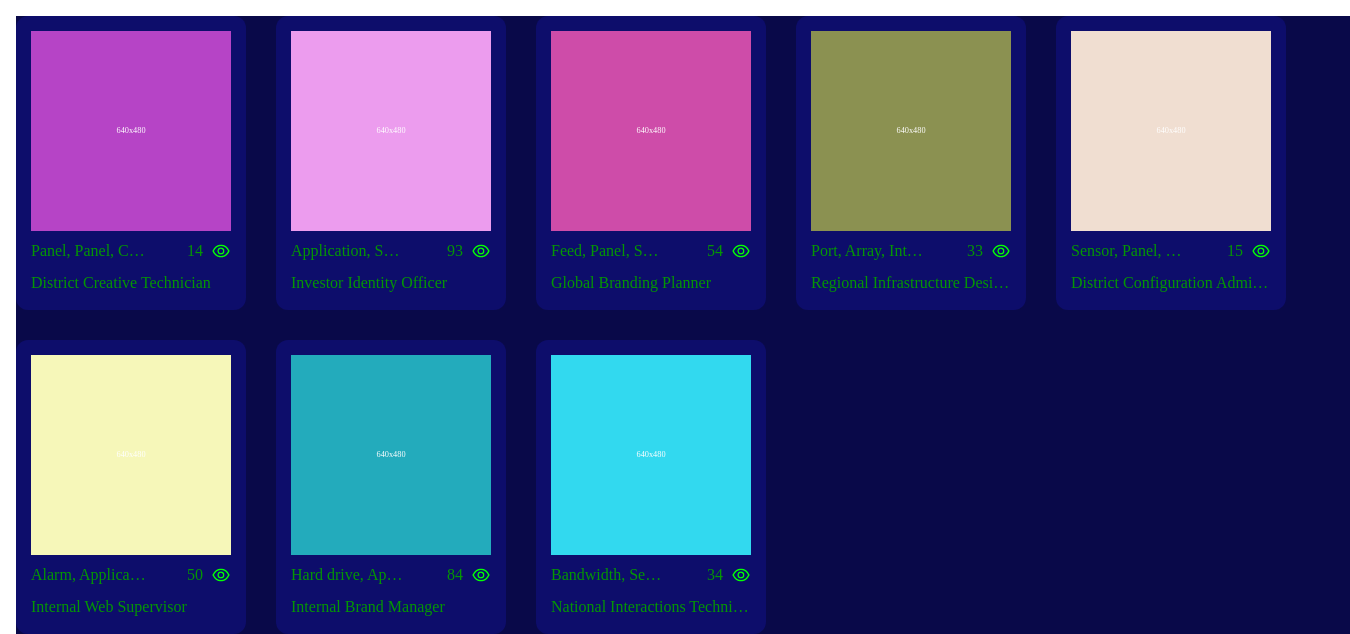 640x480 640x480 640x480 640x480 640x480
Panel, Panel, C… 14 Application, S… 93 Feed, Panel, S… 54 Port, Array, Int… 33 Sensor, Panel, … 15
District Creative Technician Investor Identity Officer Global Branding Planner Regional Infrastructure Desi… District Configuration Admi…
640x480 640x480 640x480
Alarm, Applica… 50 Hard drive, Ap… 84 Bandwidth, Se… 34
Internal Web Supervisor Internal Brand Manager National Interactions Techni…